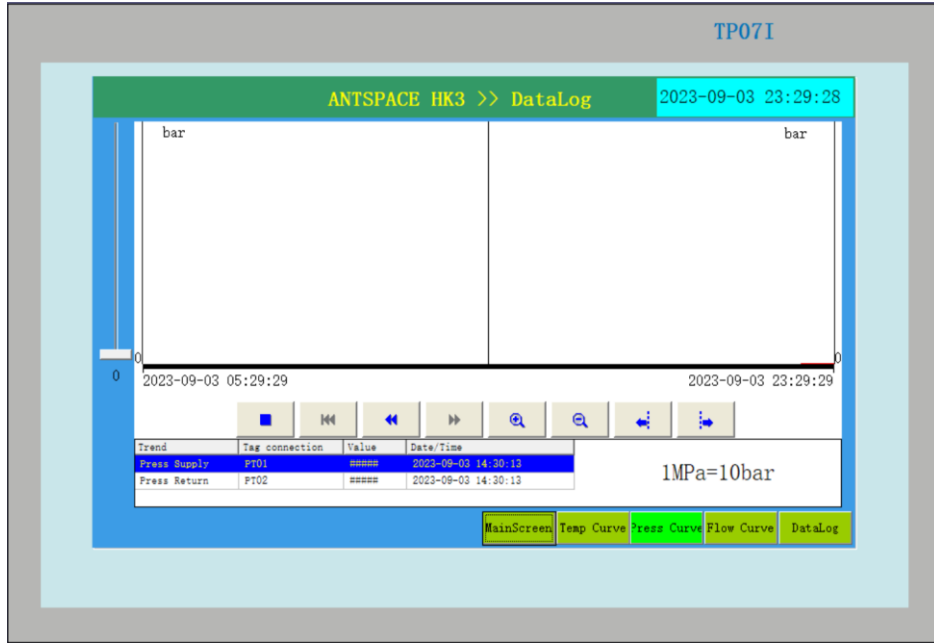 TP07I
ANTSPACE HK3 >> DataLog
2023-09-03 23:29:28
bar bar
0 0
0
2023-09-03 05:29:29 2023-09-03 23:29:29
Trend Tag connection Value Date/Time
Press Supply PT01 ##### 2023-09-03 14:30:13
Press Return PT02 ##### 2023-09-03 14:30:13
1MPa=10bar
MainScreen Temp Curve Press Curve Flow Curve DataLog